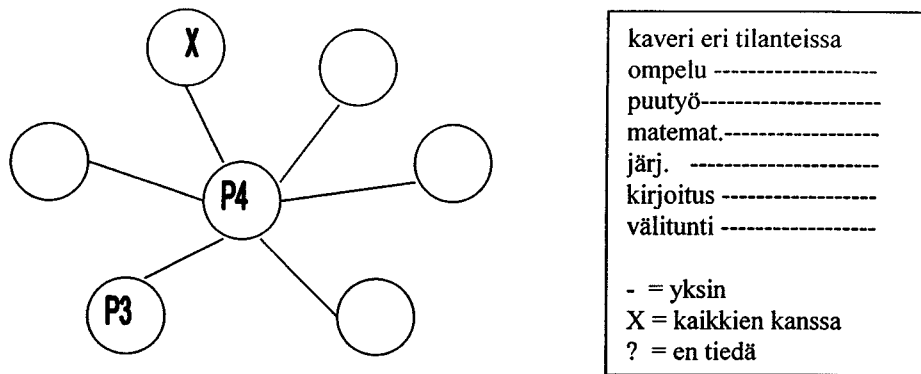 X
P4
P3
kaveri eri tilanteissa
ompelu -------------------
puutyö---------------------
matemat.------------------
järj. ----------------------
kirjoitus ------------------
välitunti ------------------
- = yksin
X = kaikkien kanssa
? = en tiedä